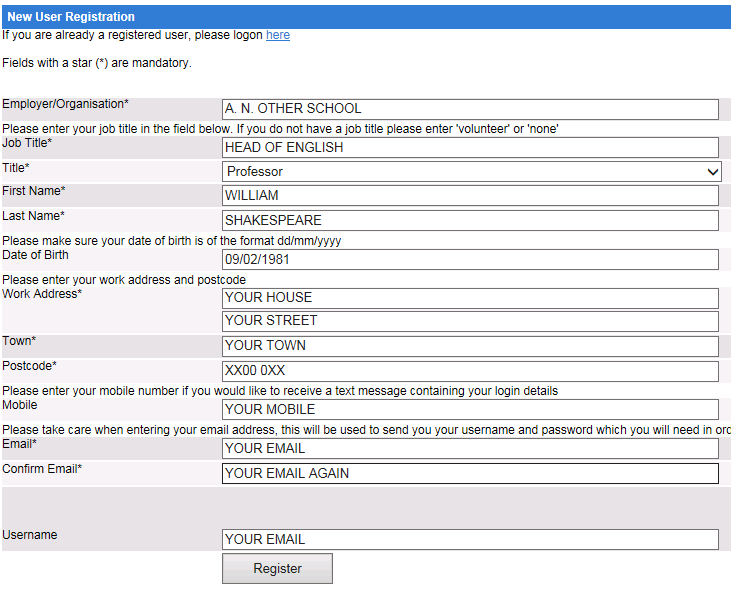 New User Registration
If you are already a registered user, please logon here
Fields with a star (*) are mandatory.
Employer/Organisation* A. N. OTHER SCHOOL
Please enter your job title in the field below. If you do not have a job title please enter 'volunteer' or 'none'
Job Title* HEAD OF ENGLISH
Title* Professor
First Name* WILLIAM
Last Name* SHAKESPEARE
Please make sure your date of birth is of the format dd/mm/yyyy
Date of Birth 09/02/1981
Please enter your work address and postcode
Work Address* YOUR HOUSE
YOUR STREET
Town* YOUR TOWN
Postcode* XX00 0XX
Please enter your mobile number if you would like to receive a text message containing your login details
Mobile YOUR MOBILE
Please take care when entering your email address, this will be used to send you your username and password which you will need in
Email* YOUR EMAIL
Confirm Email* YOUR EMAIL AGAIN
Username YOUR EMAIL
Register